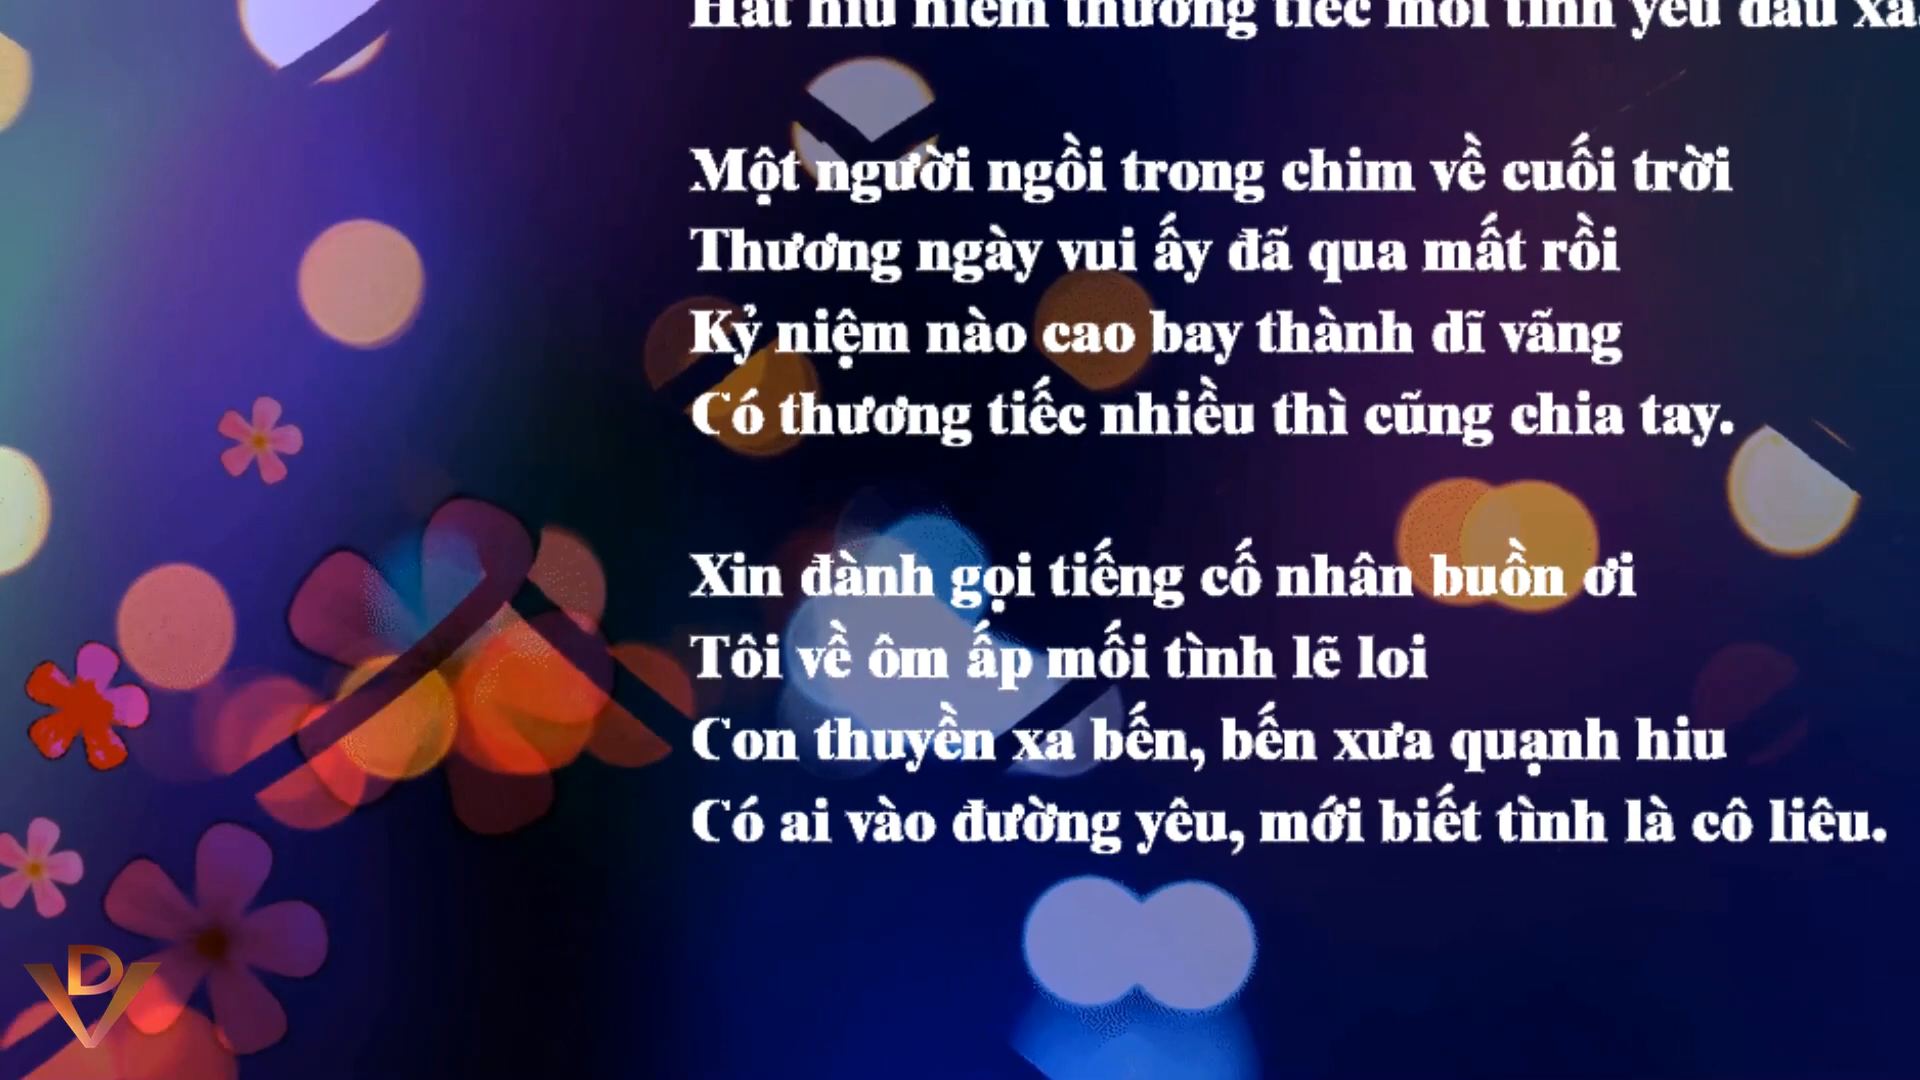 Hát hiu niềm thương tiếc mối tình yêu dấu xa
Một người ngồi trong chim về cuối trời
Thương ngày vui ấy đã qua mất rồi
Kỷ niệm nào cao bay thành dĩ vãng
Có thương tiếc nhiều thì cũng chia tay.
Xin đành gọi tiếng cố nhân buồn ơi
Tôi về ôm ấp mối tình lẽ loi
Con thuyền xa bến, bến xưa quạnh hiu
Có ai vào đường yêu, mới biết tình là cô liêu.
DV